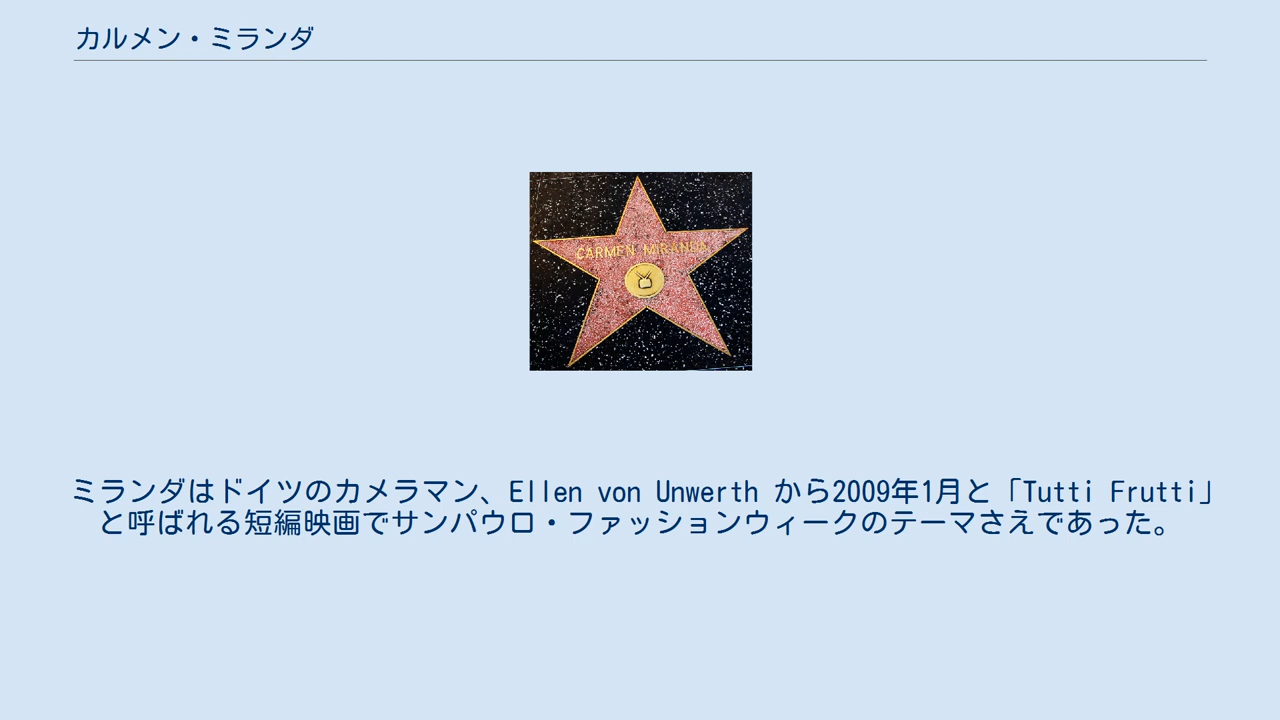 カルメン・ミランダ
CARMEN MIRANDA
ミランダはドイツのカメラマン、Ellen von Unwerth から2009年1月と「Tutti Frutti」
と呼ばれる短編映画でサンパウロ・ファッションウィークのテーマさえであった。